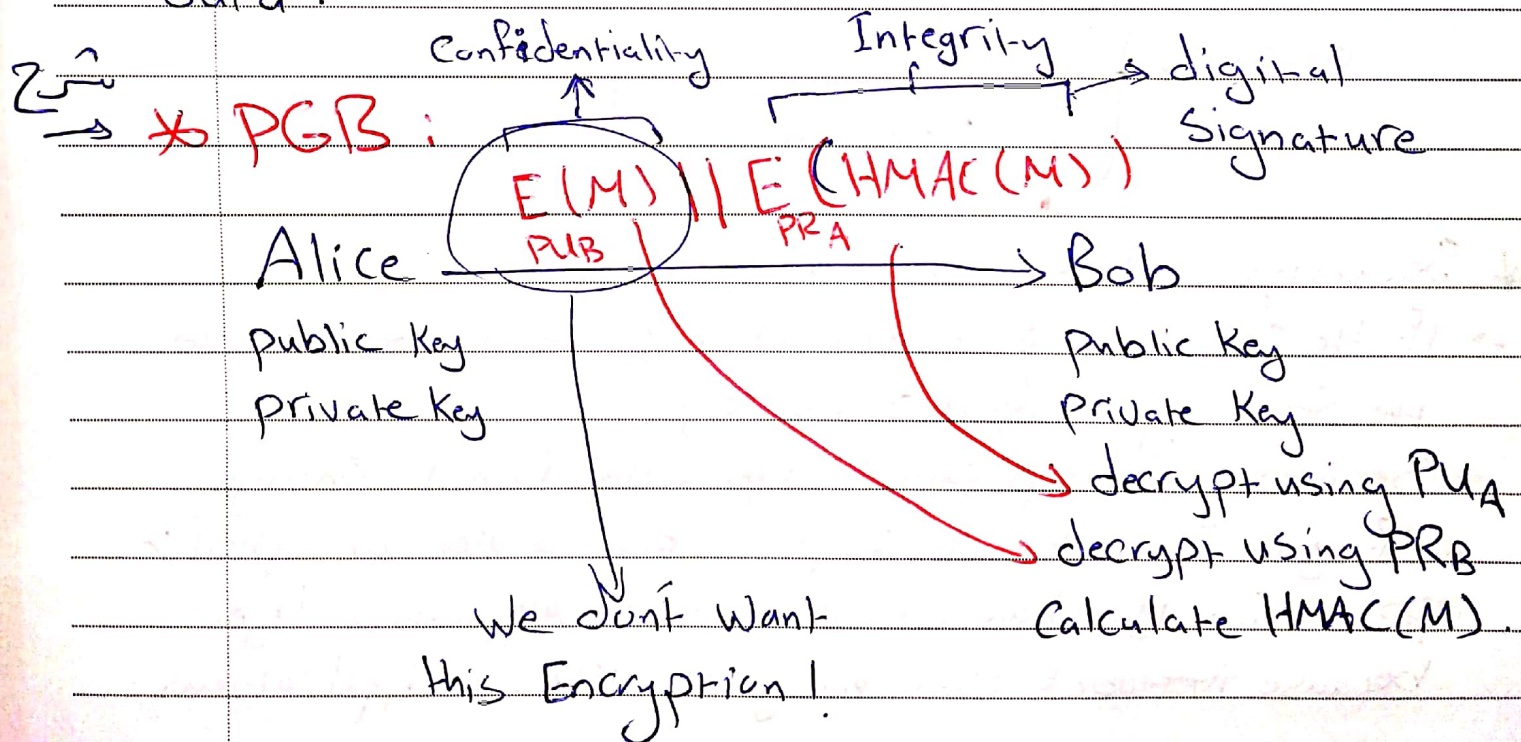 Confidentiality
Integrity
→ digital
Signature
شرح
→ * PGB:
E(M) || E(HMAC(M))
PUB PRA
Alice → Bob
public Key
private Key
public Key
private Key
decrypt using PUA
decrypt using PRB
Calculate HMAC(M).
We don't want
this Encryption!